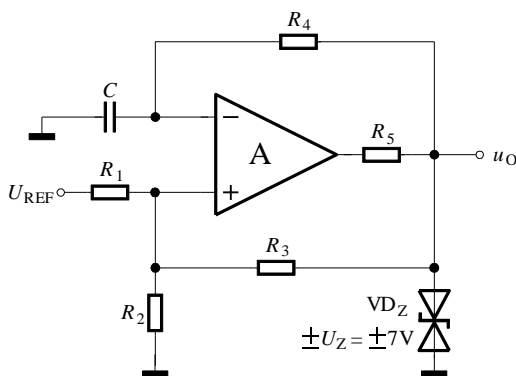 R4
C
−
A
R5
uO
R1
UREF
+
R3
R2
VDZ
±UZ = ±7V